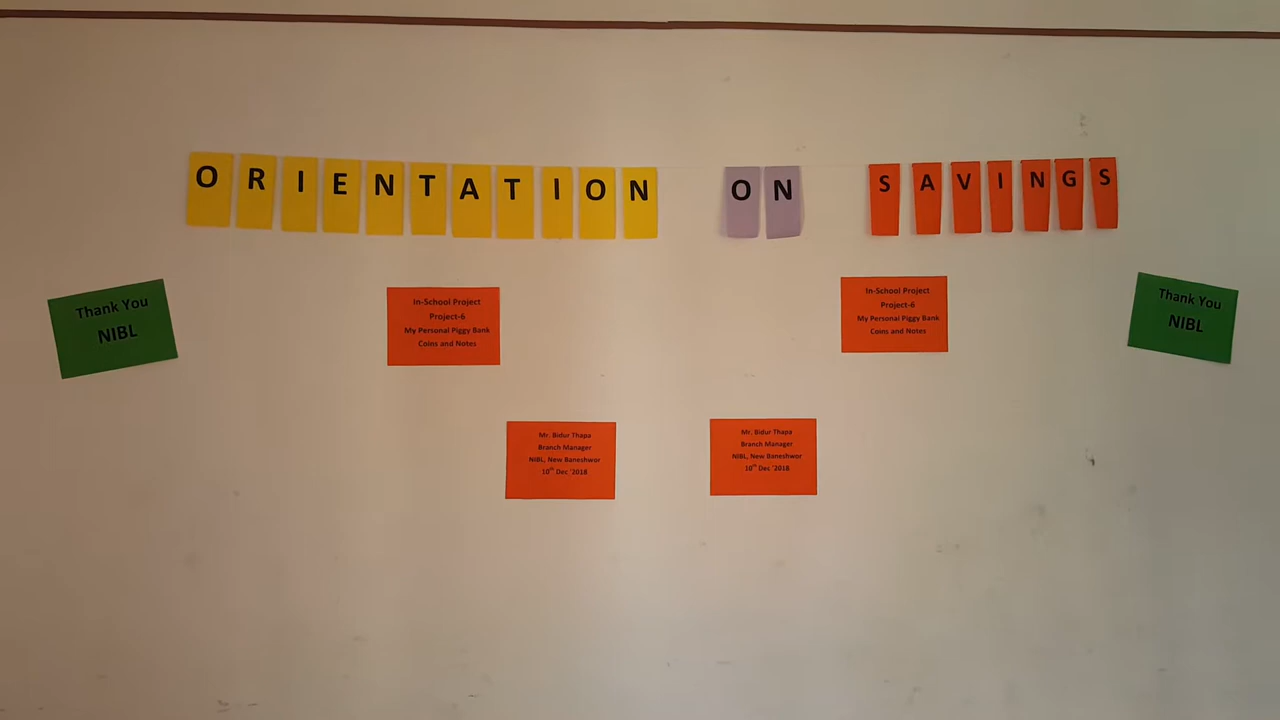 ORIENTATION ON SAVINGS
Thank You
NIBL
In-School Project
Project-6
My Personal Piggy Bank
Coins and Notes
In-School Project
Project-6
My Personal Piggy Bank
Coins and Notes
Thank You
NIBL
Mr. Bidur Thapa
Branch Manager
NIBL, New Baneshwor
10th Dec '2018
Mr. Bidur Thapa
Branch Manager
NIBL, New Baneshwor
10th Dec '2018